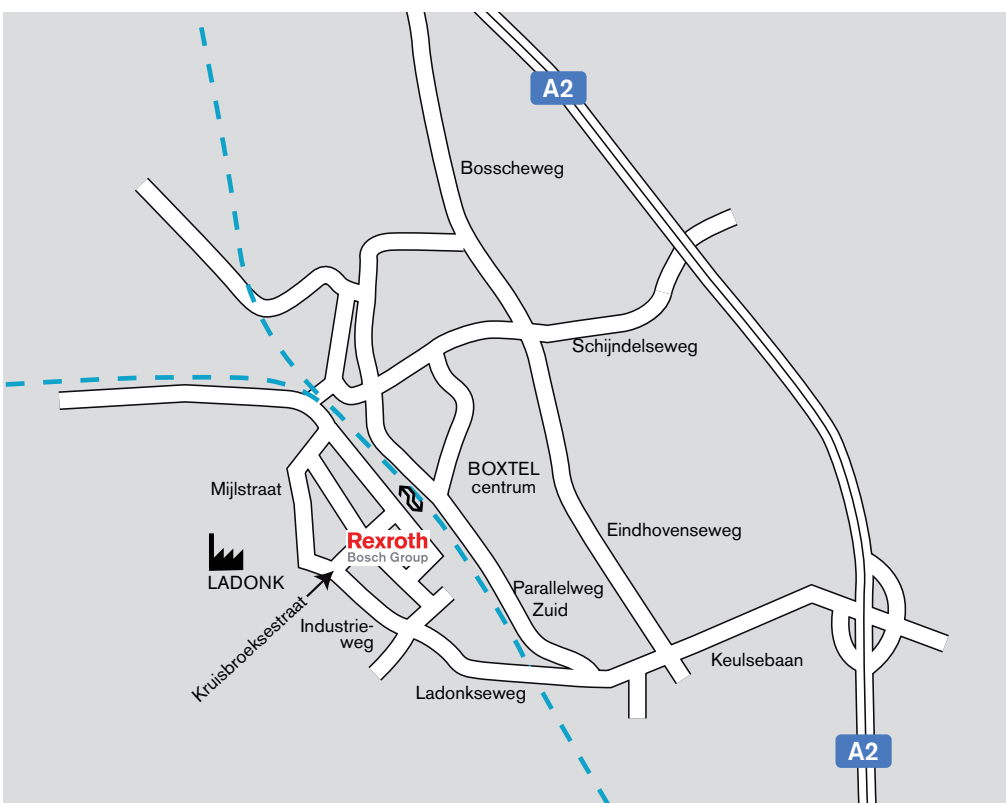 A2
Bosscheweg
Schijndelseweg
BOXTEL
centrum
Mijlstraat
Eindhovenseweg
Rexroth
Bosch Group
LADONK
Parallelweg
Zuid
Kruisbroeksestraat
Industrie-
weg
Keulsebaan
Ladonkseweg
A2